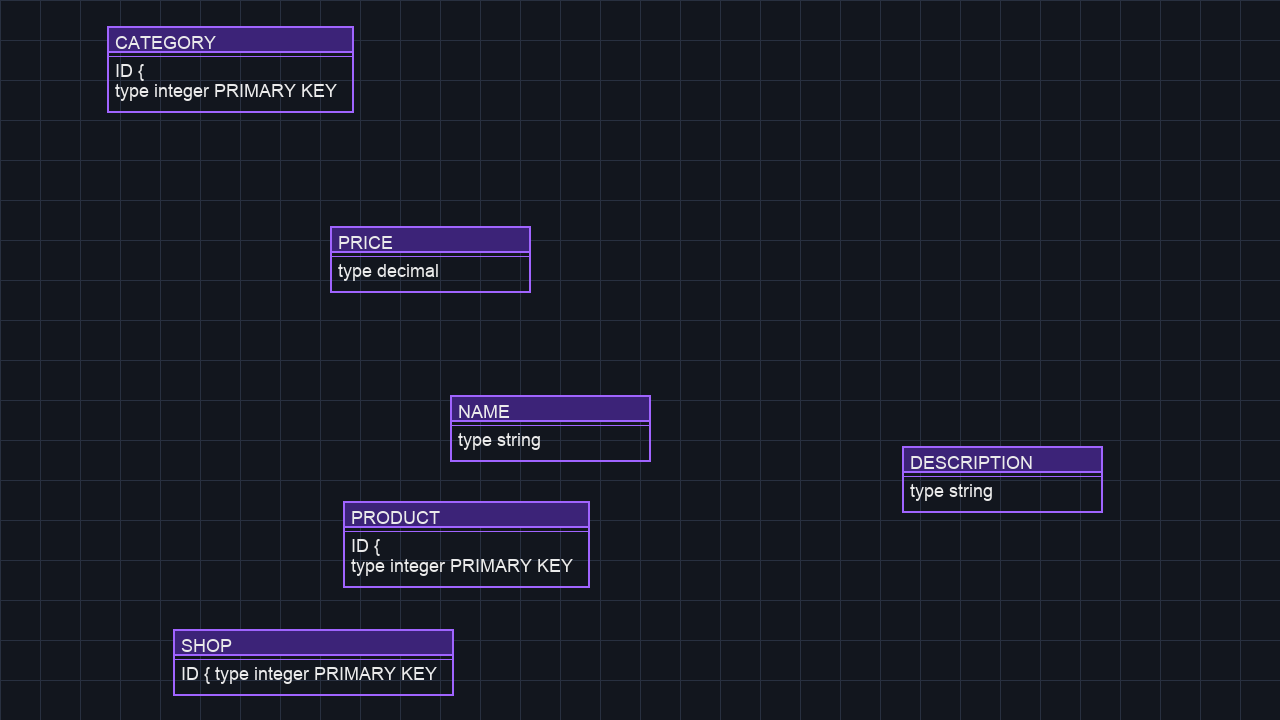 CATEGORY
ID {
type integer PRIMARY KEY
PRICE
type decimal
NAME
type string
DESCRIPTION
type string
PRODUCT
ID {
type integer PRIMARY KEY
SHOP
ID { type integer PRIMARY KEY